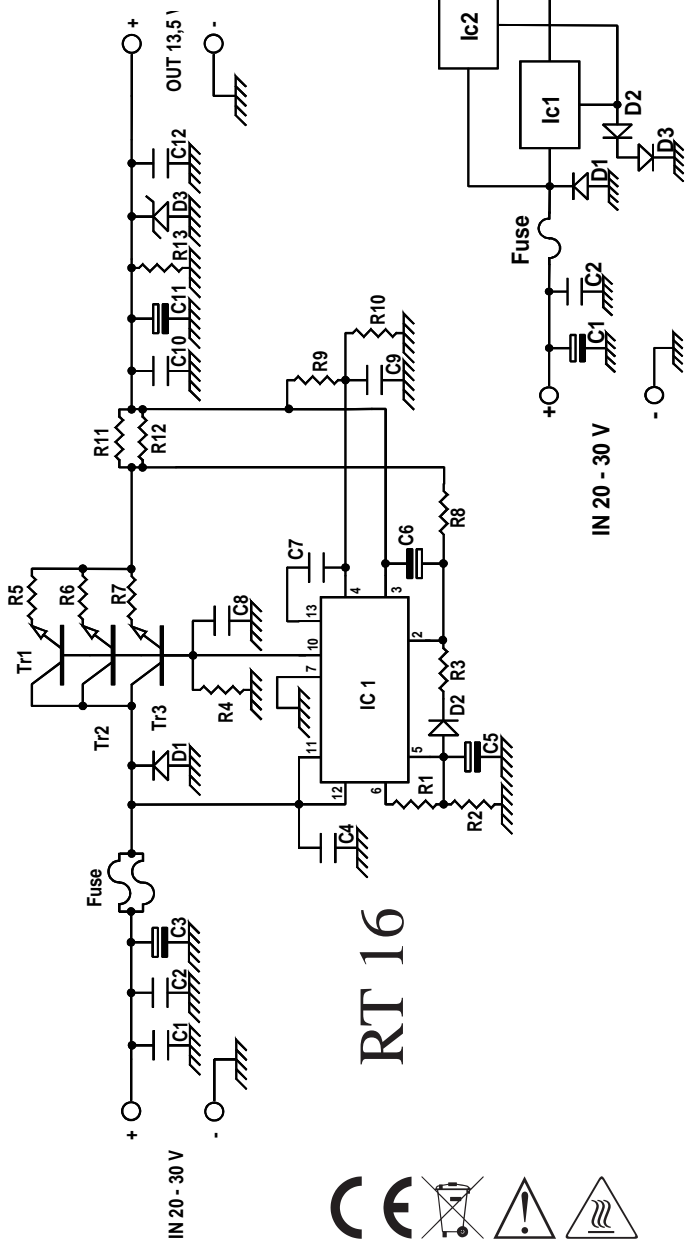 IN 20 - 30 V
+
-
C1
C2
C3
Fuse
D1
Tr1
Tr2
Tr3
R5
R6
R7
R11
R12
C10
C11
R13
D3
C12
+
OUT 13,5
-
C4
R4
C8
C7
R9
R10
C9
12
11
7
10
13
IC 1
6
5
2
3
4
R1
R2
C5
D2
R3
C6
R8
RT 16
IN 20 - 30 V
+
-
C1
C2
Fuse
D1
Ic1
Ic2
D2
D3
CE